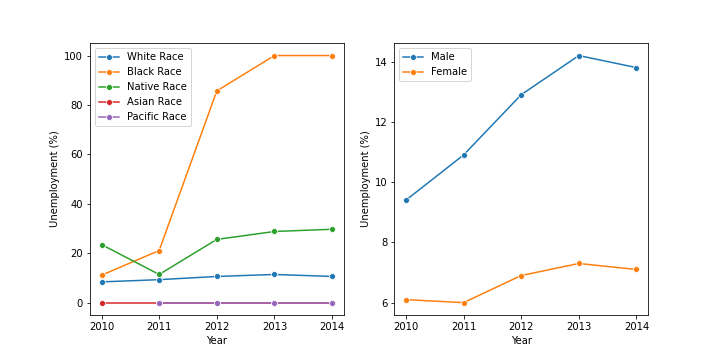 100
80
60
40
20
0
Unemployment (%)
White Race
Black Race
Native Race
Asian Race
Pacific Race
2010 2011 2012 2013 2014
Year
14
12
10
8
6
Unemployment (%)
Male
Female
2010 2011 2012 2013 2014
Year